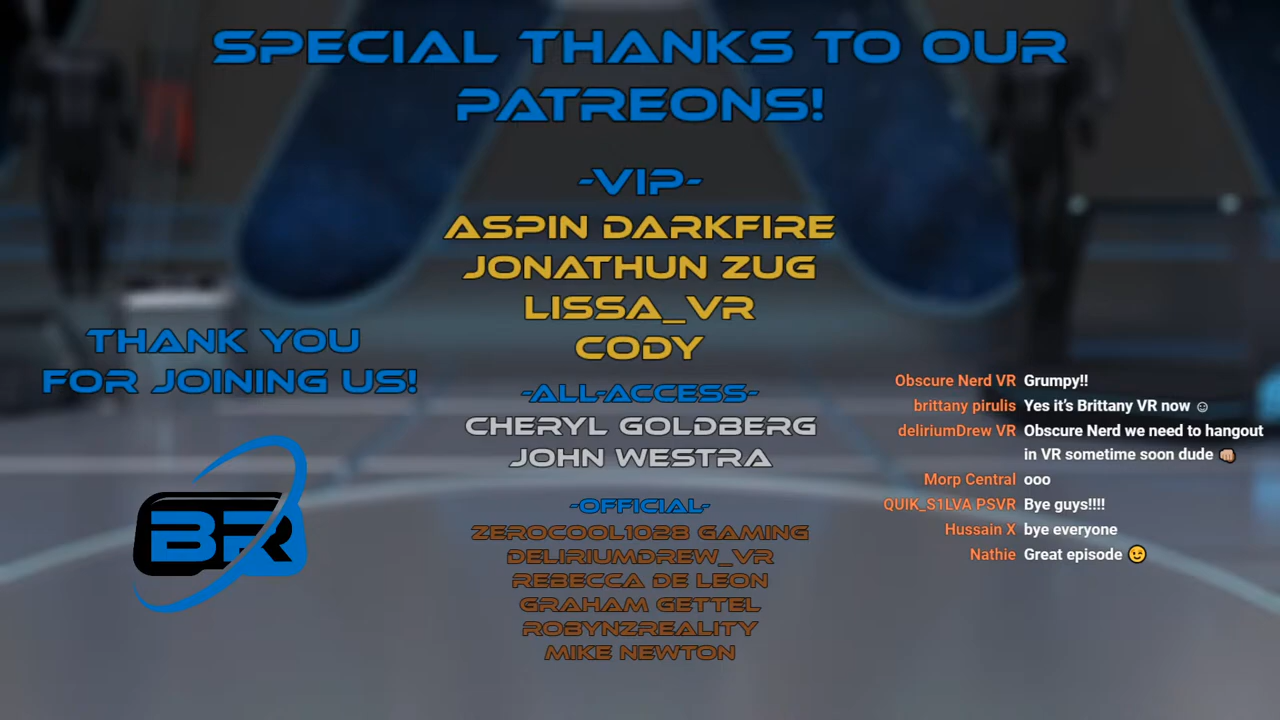 SPECIAL THANKS TO OUR
PATREONS!
-VIP-
ASPIN DARKFIRE
JONATHUN ZUG
LISSA_VR
CODY
-ALL-ACCESS-
CHERYL GOLDBERG
JOHN WESTRA
-OFFICIAL-
ZEROCOOL1028 GAMING
DELIRIUMDREW_VR
REBECCA DE LEON
GRAHAM GETTEL
ROBYNZREALITY
MIKE NEWTON
THANK YOU
FOR JOINING US!
BR
Obscure Nerd VR Grumpy!!
brittany pirulis Yes it’s Brittany VR now ☺
deliriumDrew VR Obscure Nerd we need to hangout
in VR sometime soon dude 👊🏼
Morp Central ooo
QUIK_S1LVA PSVR Bye guys!!!!
Hussain X bye everyone
Nathie Great episode 😉